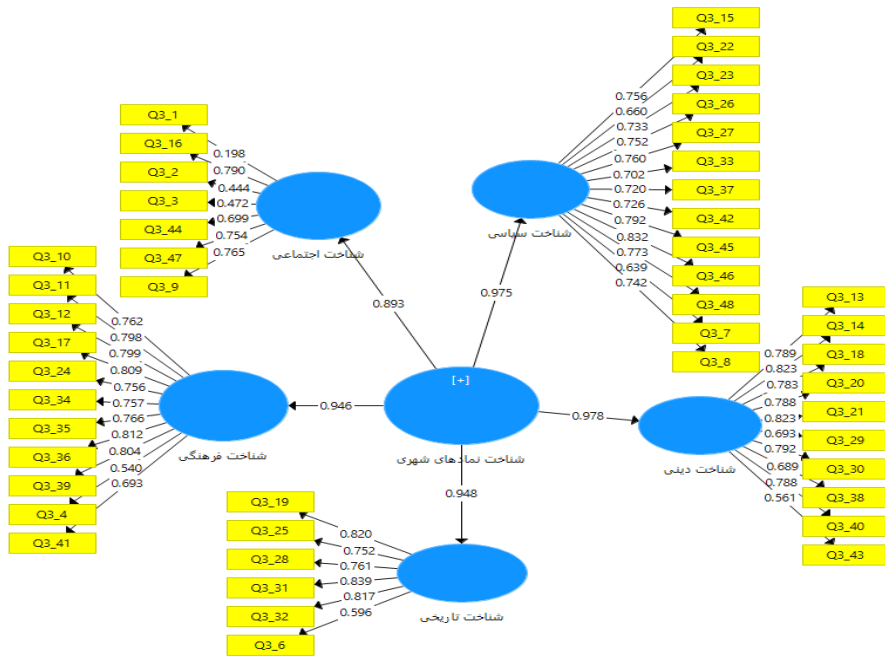 Q3_15
Q3_22
Q3_23
Q3_26
Q3_27
Q3_33
Q3_37
Q3_42
Q3_45
Q3_46
Q3_48
Q3_7
Q3_8
0.756
0.660
0.733
0.752
0.760
0.702
0.720
0.726
0.792
0.832
0.773
0.639
0.742
شناخت سیاسی
Q3_1
Q3_16
Q3_2
Q3_3
Q3_44
Q3_47
Q3_9
0.198
0.790
0.444
0.472
0.699
0.754
0.765
شناخت اجتماعی
0.893
0.975
Q3_10
Q3_11
Q3_12
Q3_17
Q3_24
Q3_34
Q3_35
Q3_36
Q3_39
Q3_4
Q3_41
0.762
0.798
0.799
0.809
0.756
0.757
0.766
0.812
0.804
0.540
0.693
شناخت فرهنگی
0.946
[+]
شناخت نمادهای شهری
0.978
Q3_13
Q3_14
Q3_18
Q3_20
Q3_21
Q3_29
Q3_30
Q3_38
Q3_40
Q3_43
0.789
0.823
0.783
0.788
0.823
0.693
0.792
0.689
0.788
0.561
شناخت دینی
0.948
Q3_19
Q3_25
Q3_28
Q3_31
Q3_32
Q3_6
0.820
0.752
0.761
0.839
0.817
0.596
شناخت تاریخی